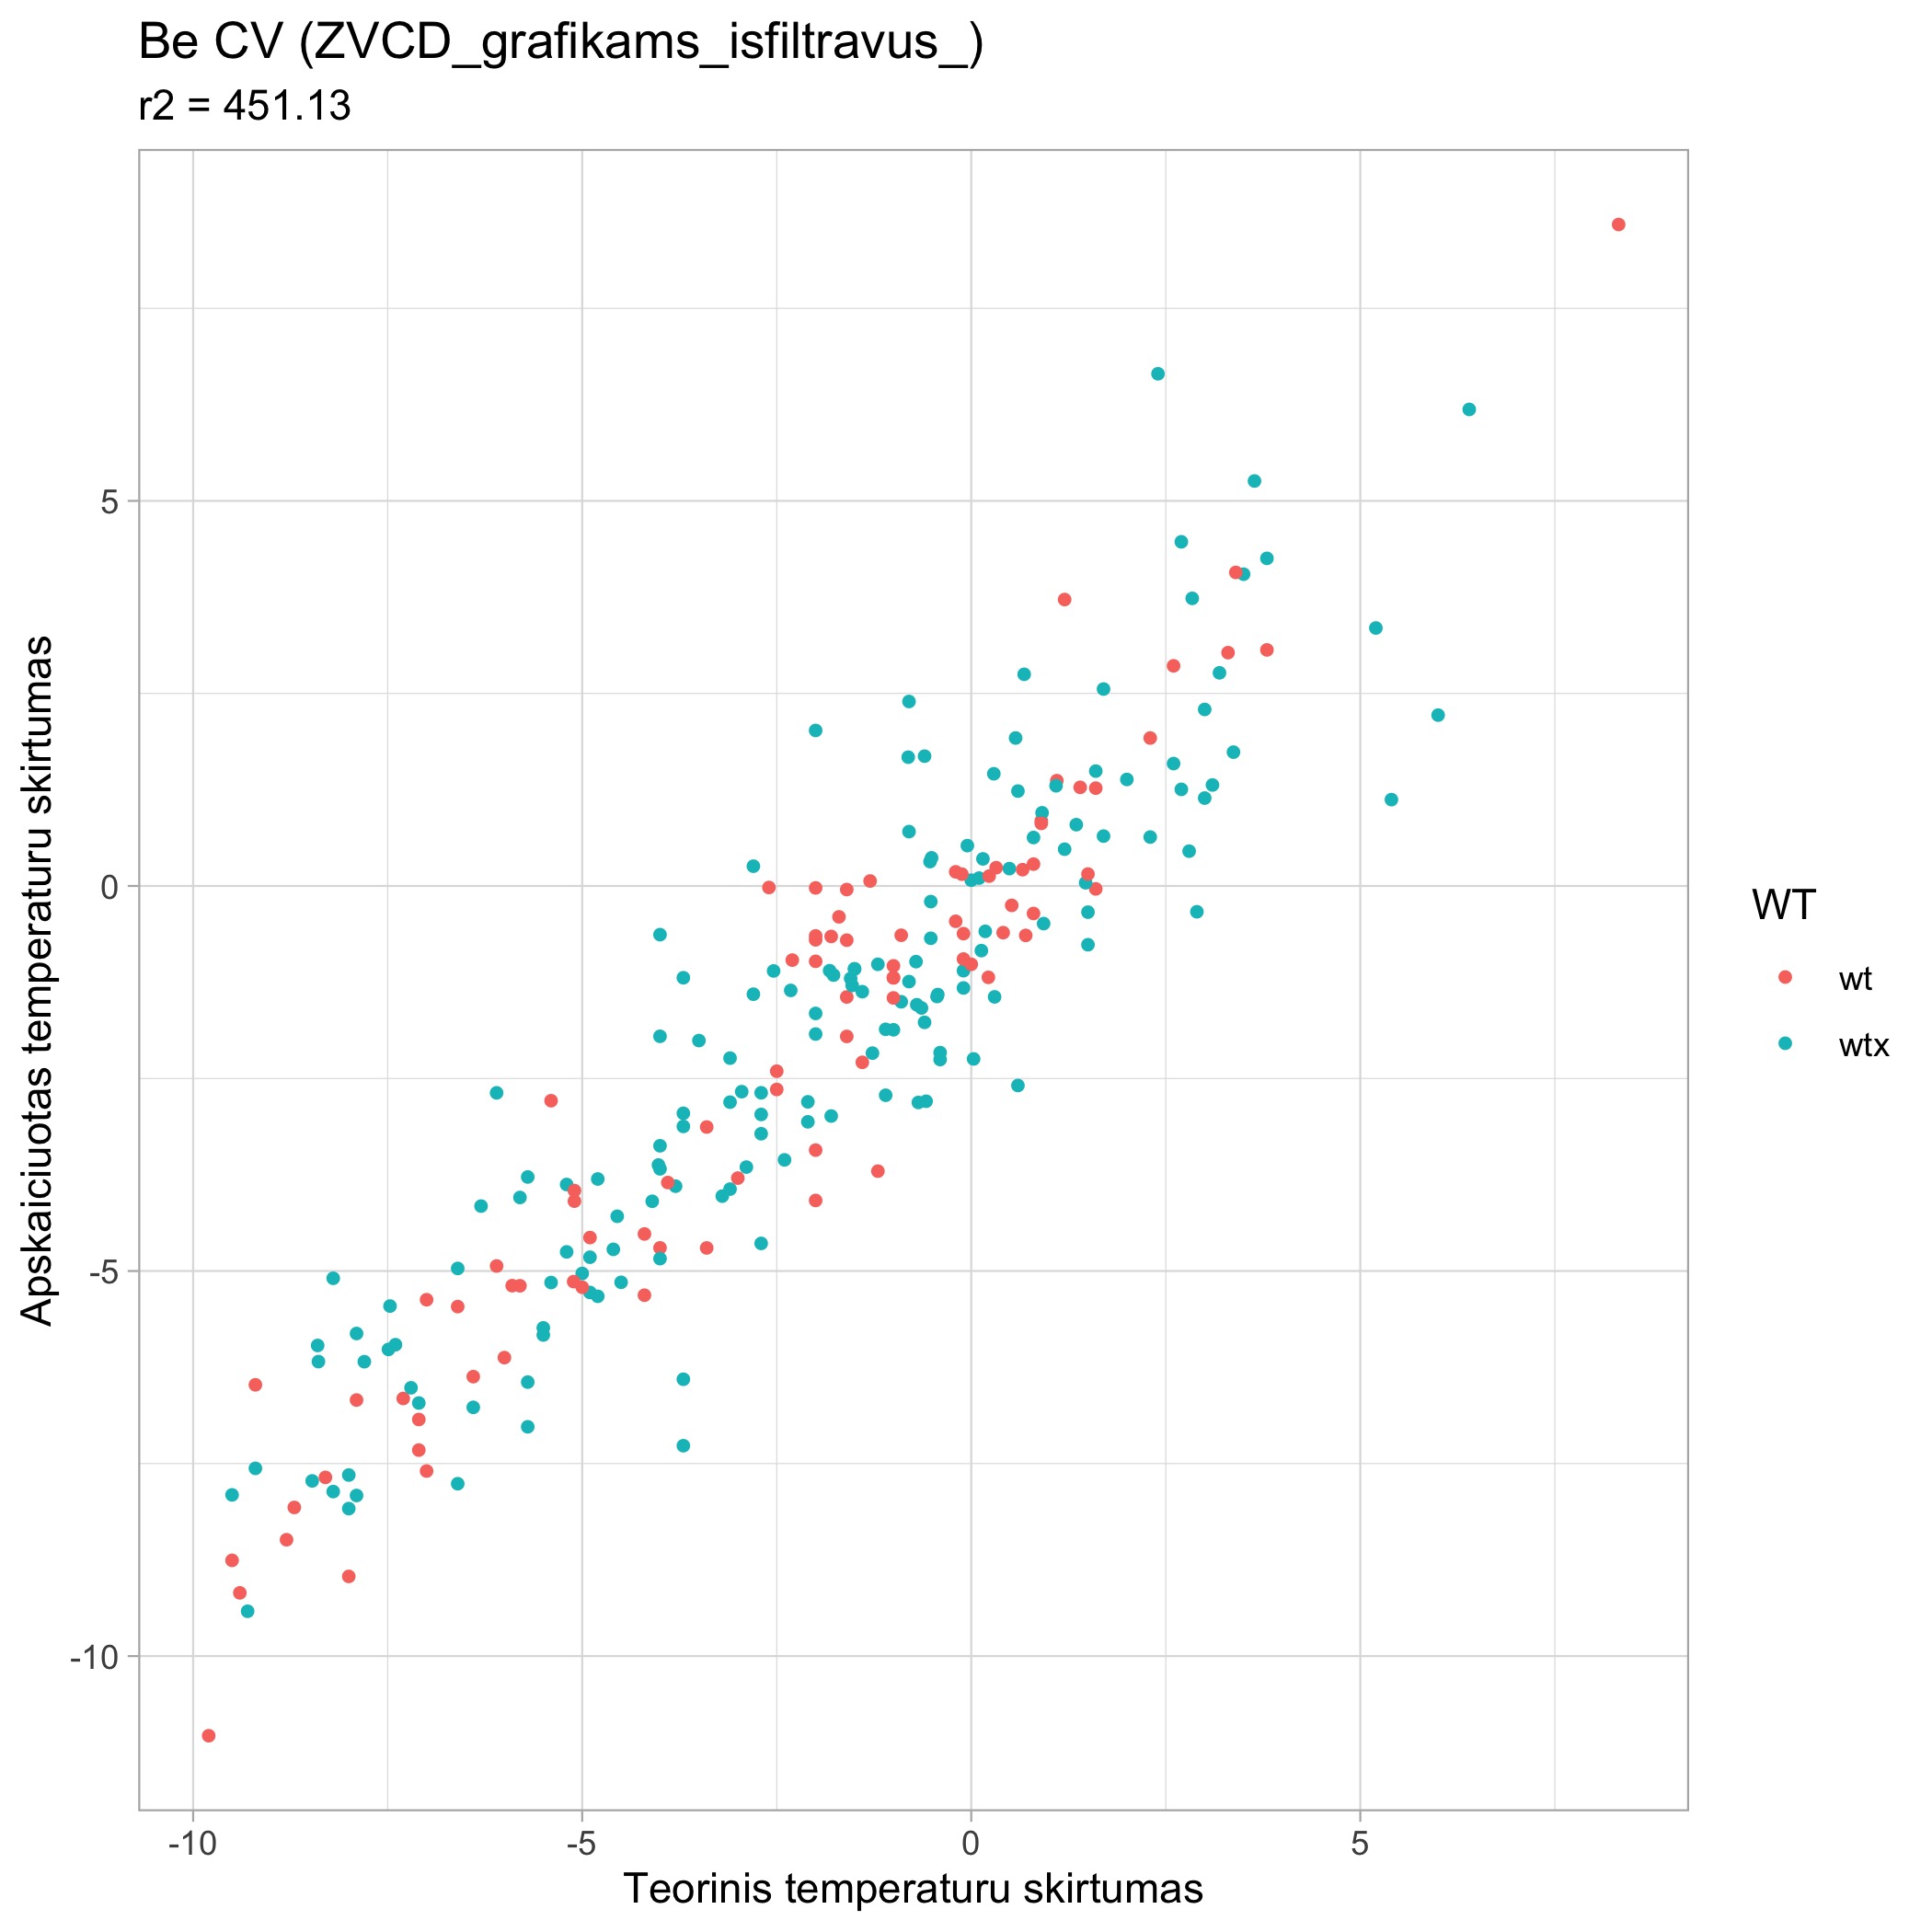 Be CV (ZVCD_grafikams_isfiltravus_)
r2 = 451.13
Apskaiciuotas temperaturu skirtumas
5
0
-5
-10
-10
-5
0
5
Teorinis temperaturu skirtumas
WT
wt
wtx